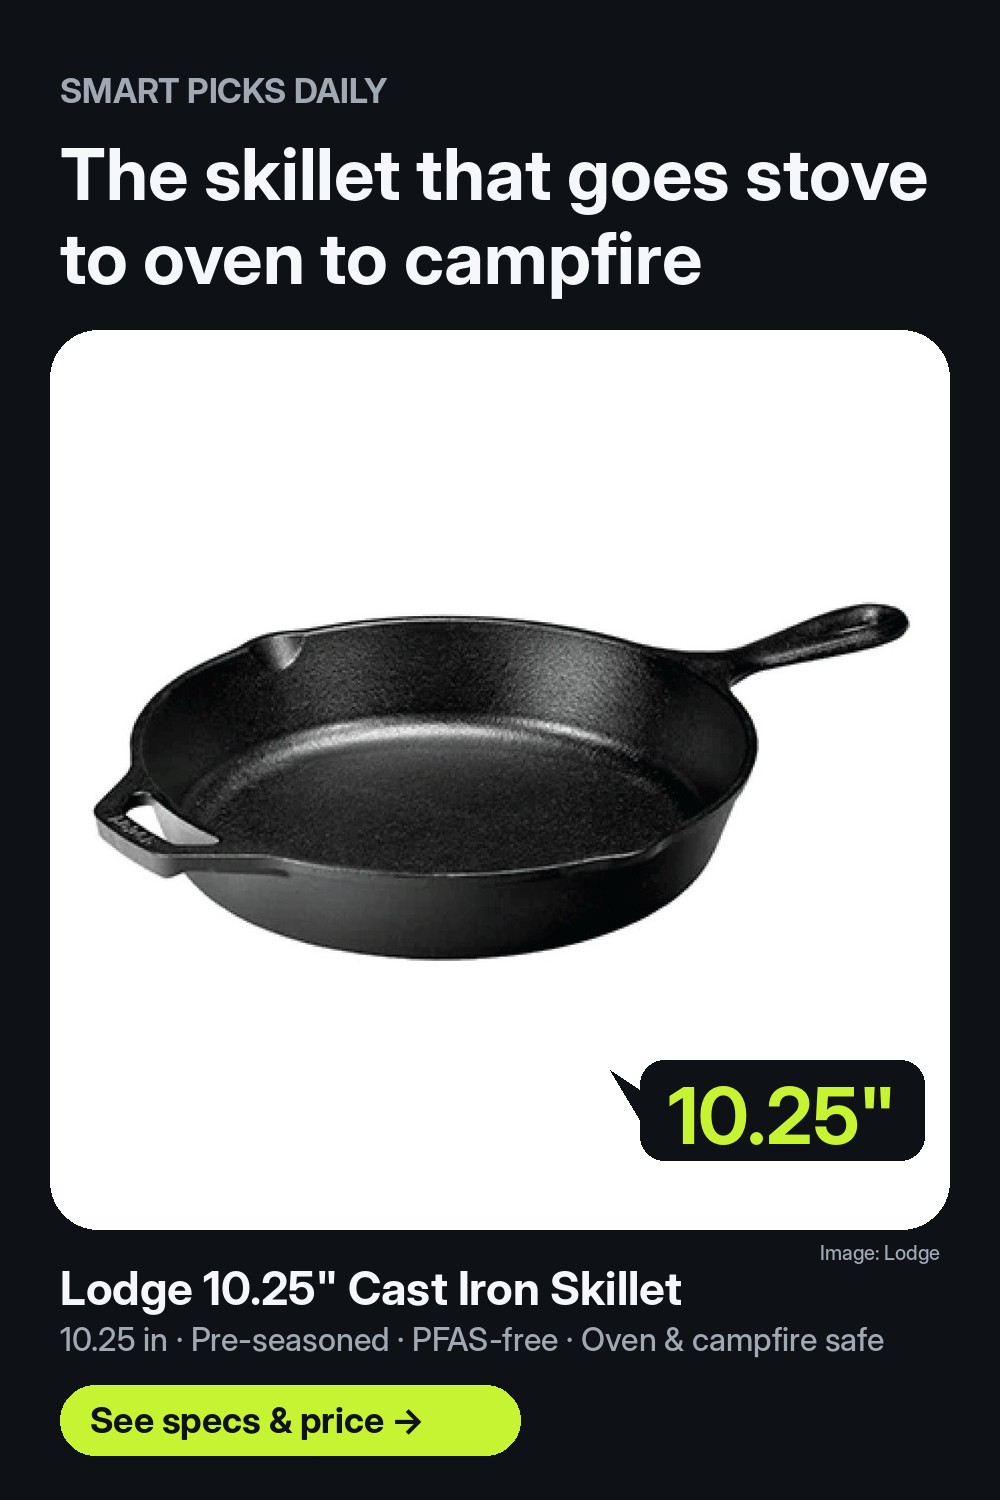 SMART PICKS DAILY
The skillet that goes stove
to oven to campfire
10.25"
Image: Lodge
Lodge 10.25" Cast Iron Skillet
10.25 in · Pre-seasoned · PFAS-free · Oven & campfire safe
See specs & price →